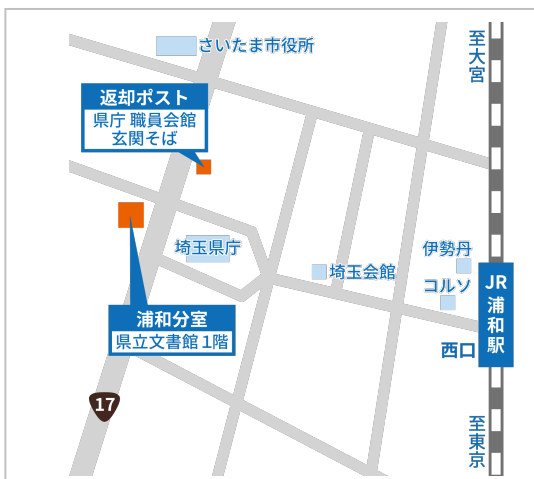 さいたま市役所
至大宮
返却ポスト
県庁 職員会館
玄関そば
埼玉県庁
伊勢丹
埼玉会館
コルソ
JR
浦和駅
浦和分室
県立文書館 1階
西口
17
至東京